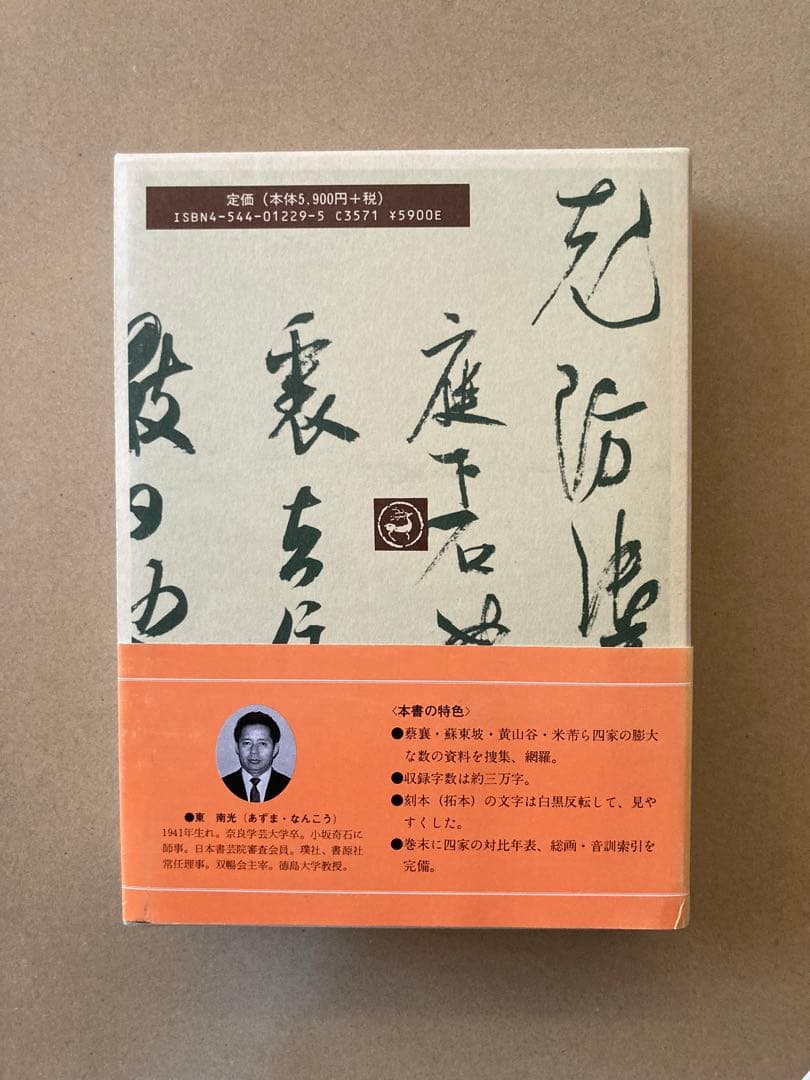 定価（本体5,900円＋税）
ISBN4-544-01229-5 C3571 ¥5900E
庭下石
裏去
〈本書の特色〉
●蔡襄・蘇東坡・黄山谷・米芾ら四家の膨大
な数の資料を捜集、網羅。
●収録字数は約三万字。
●刻本（拓本）の文字は白黒反転して、見や
すくした。
●巻末に四家の対比年表、総画・音訓索引を
完備。
●東　南光（あずま・なんこう）
1941年生れ。奈良学芸大学卒。小坂奇石に
師事。日本書芸院審査会員。璞社、書源社
常任理事。双暢会主宰。徳島大学教授。